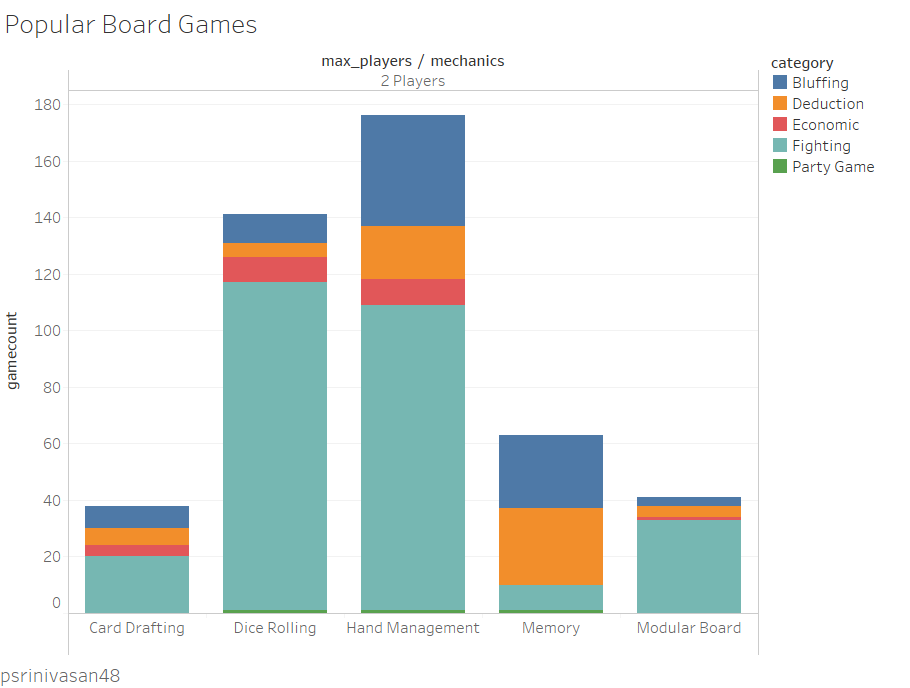 Popular Board Games
max_players / mechanics
2 Players
category
Bluffing
Deduction
Economic
Fighting
Party Game
gamecount
180
160
140
120
100
80
60
40
20
0
Card Drafting
Dice Rolling
Hand Management
Memory
Modular Board
psrinivasan48